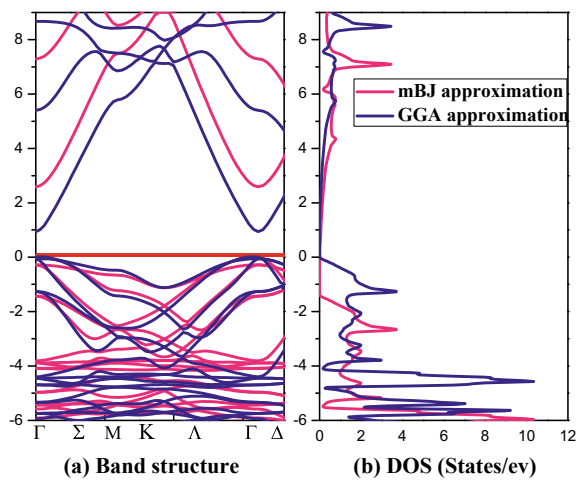 8
6
4
2
0
-2
-4
-6
Γ Σ M K Λ Γ Δ
(a) Band structure
8
6
4
2
0
-2
-4
-6
mBJ approximation
GGA approximation
0 2 4 6 8 10 12
(b) DOS (States/ev)